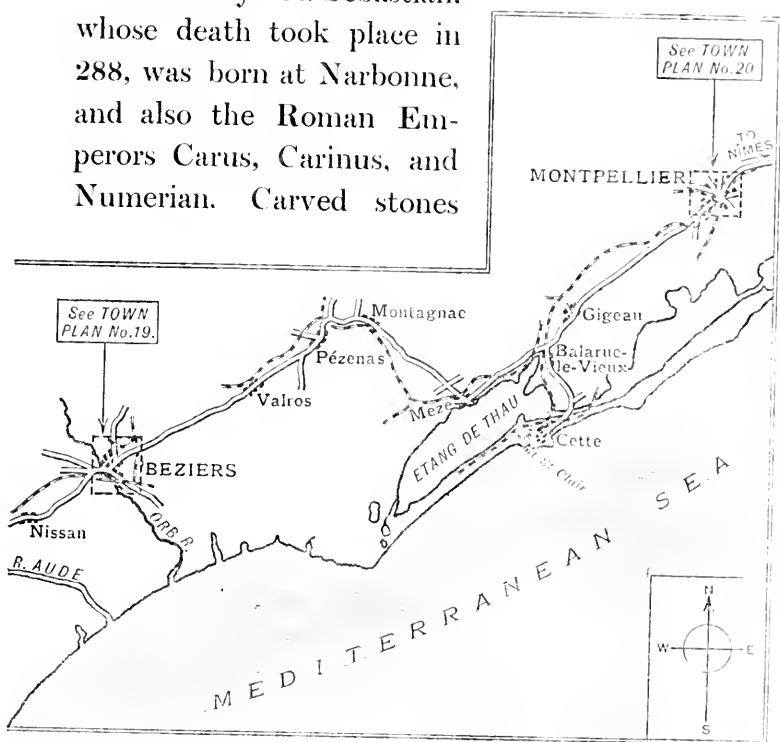 whose death took place in
288, was born at Narbonne,
and also the Roman Em-
perors Carus, Carinus, and
Numerian. Carved stones
See TOWN
PLAN No.20
TO
NIMES
MONTPELLIER
See TOWN
PLAN No.19.
Montagnac
Gigeau
Pézenas
Balaruc-
le-Vieux
Valros
Meze
ETANG DE THAU
Cette
St Clair
BEZIERS
ORB R.
Nissan
R. AUDE
MEDITERRANEAN SEA
N
W
E
S